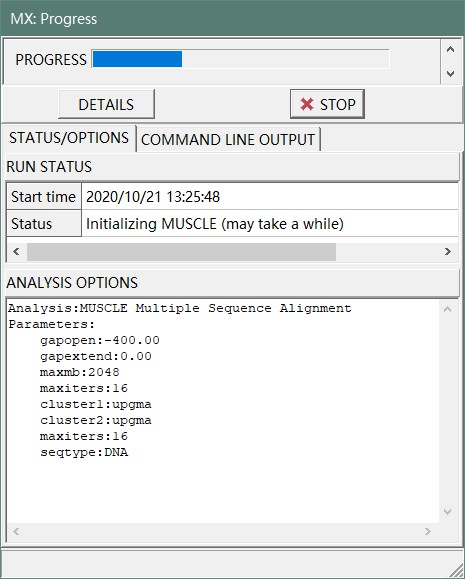 MX: Progress
PROGRESS
DETAILS
STOP
STATUS/OPTIONS
COMMAND LINE OUTPUT
RUN STATUS
Start time 2020/10/21 13:25:48
Status Initializing MUSCLE (may take a while)
ANALYSIS OPTIONS
Analysis:MUSCLE Multiple Sequence Alignment
Parameters:
gapopen:-400.00
gapextend:0.00
maxmb:2048
maxiters:16
cluster1:upgma
cluster2:upgma
maxiters:16
seqtype:DNA